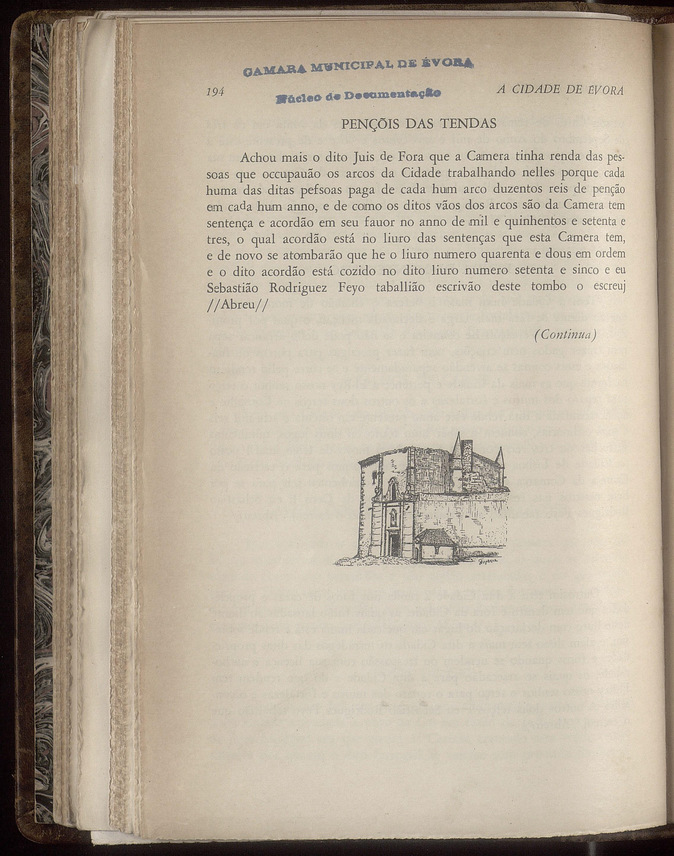 CAMARA MUNICIPAL DE ÉVORA
194
Núcleo de Documentação
A CIDADE DE ÉVORA
PENÇÕIS DAS TENDAS
Achou mais o dito Juis de Fora que a Camera tinha renda das pes-
soas que occupauão os arcos da Cidade trabalhando nelles porque cada
huma das ditas pefsoas paga de cada hum arco duzentos reis de penção
em cada hum anno, e de como os ditos vãos dos arcos são da Camera tem
sentença e acordão em seu fauor no anno de mil e quinhentos e setenta e
tres, o qual acordão está no liuro das sentenças que esta Camera tem,
e de novo se atombarão que he o liuro numero quarenta e dous em ordem
e o dito acordão está cozido no dito liuro numero setenta e sinco e eu
Sebastião Rodriguez Feyo taballião escrivão deste tombo o escreuj
//Abreu//
(Continua)